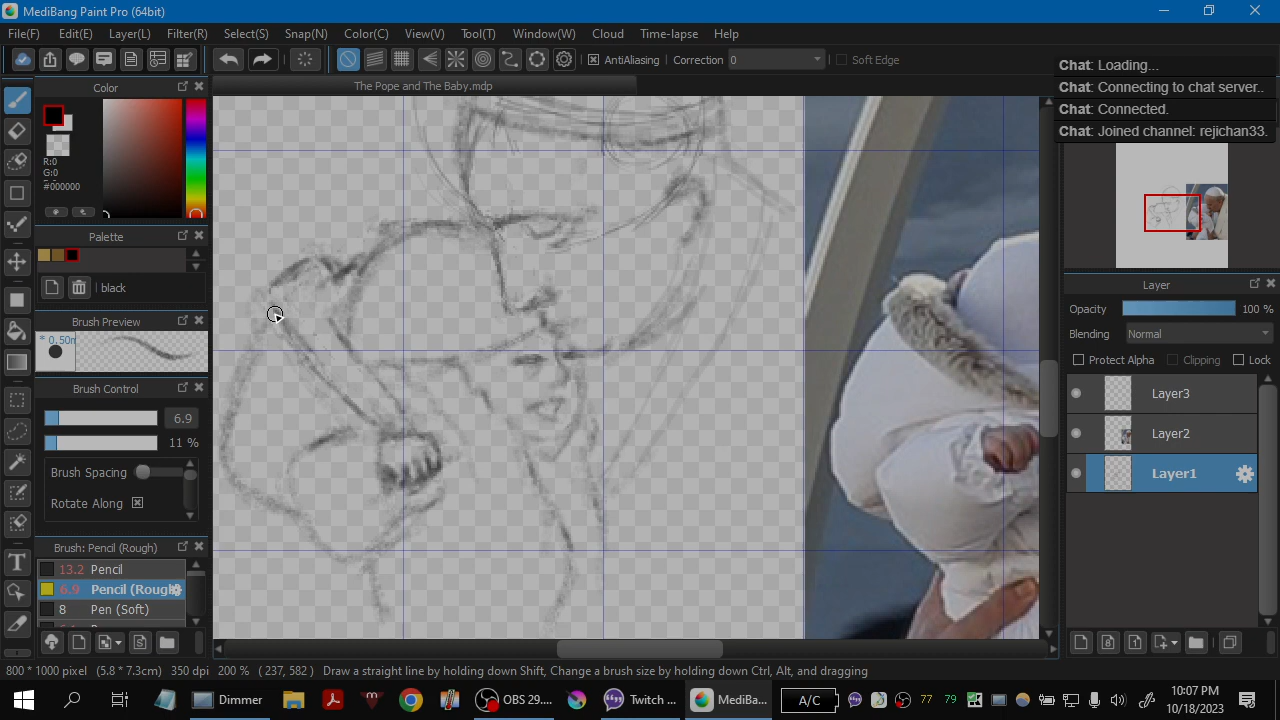 MediBang Paint Pro (64bit)
File(F) Edit(E) Layer(L) Filter(R) Select(S) Snap(N) Color(C) View(V) Tool(T) Window(W) Cloud Time-lapse Help
AntiAliasing Correction 0 Soft Edge
Chat: Loading...
Chat: Connecting to chat server..
Chat: Connected.
Chat: Joined channel: rejichan33.
Color
The Pope and The Baby.mdp
R:0
G:0
#000000
Palette
black
Brush Preview
* 0.50m
Brush Control
6.9
11 %
Brush Spacing
Rotate Along
Brush: Pencil (Rough)
13.2 Pencil
6.9 Pencil (Rough
8 Pen (Soft)
Layer
Opacity 100 %
Blending Normal
Protect Alpha Clipping Lock
Layer3
Layer2
Layer1
800 * 1000 pixel (5.8 * 7.3cm) 350 dpi 200 % ( 237, 582 ) Draw a straight line by holding down Shift, Change a brush size by holding down Ctrl, Alt, and dragging
Dimmer OBS 29.... Twitch ... MediBa... A/C 77 79 10:07 PM
10/18/2023